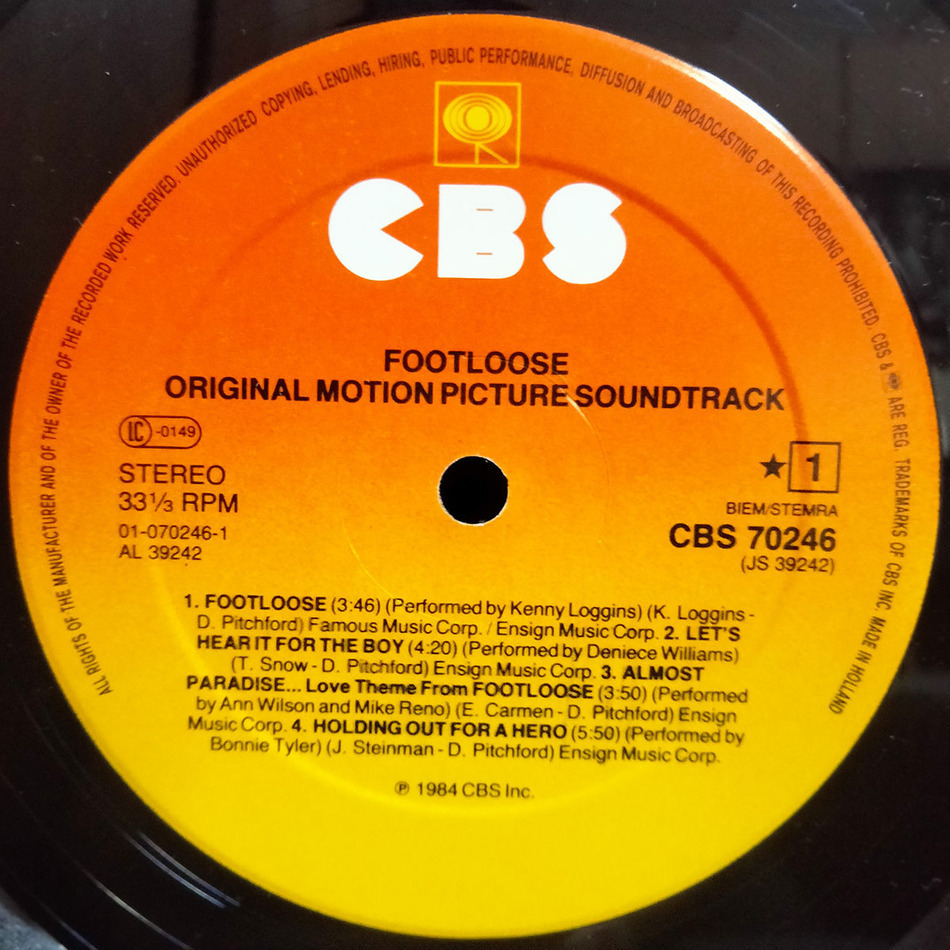 ALL RIGHTS OF THE MANUFACTURER AND OF THE OWNER OF THE RECORDED WORK RESERVED. UNAUTHORIZED COPYING, LENDING, HIRING, PUBLIC PERFORMANCE, DIFFUSION AND BROADCASTING OF THIS RECORDING PROHIBITED. CBS & ARE REG. TRADEMARKS OF CBS INC. MADE IN HOLLAND
CBS
FOOTLOOSE
ORIGINAL MOTION PICTURE SOUNDTRACK
LC -0149
STEREO
33⅓ RPM
01-070246-1
AL 39242
★ 1
BIEM/STEMRA
CBS 70246
(JS 39242)
1. FOOTLOOSE (3:46) (Performed by Kenny Loggins) (K. Loggins -
D. Pitchford) Famous Music Corp. / Ensign Music Corp. 2. LET'S
HEAR IT FOR THE BOY (4:20) (Performed by Deniece Williams)
(T. Snow - D. Pitchford) Ensign Music Corp. 3. ALMOST
PARADISE... Love Theme From FOOTLOOSE (3:50) (Performed
by Ann Wilson and Mike Reno) (E. Carmen - D. Pitchford) Ensign
Music Corp. 4. HOLDING OUT FOR A HERO (5:50) (Performed by
Bonnie Tyler) (J. Steinman - D. Pitchford) Ensign Music Corp.
℗ 1984 CBS Inc.